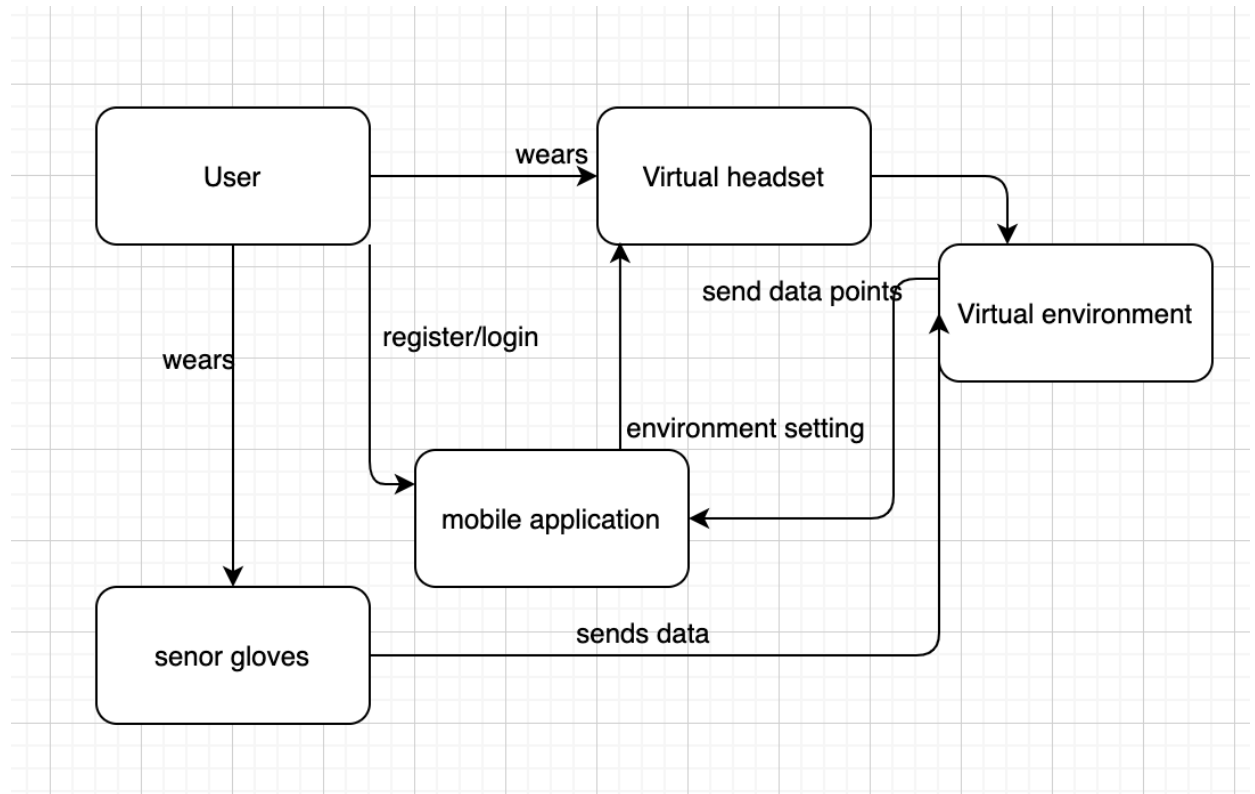 User
wears
Virtual headset
send data points
Virtual environment
register/login
wears
environment setting
mobile application
sends data
senor gloves